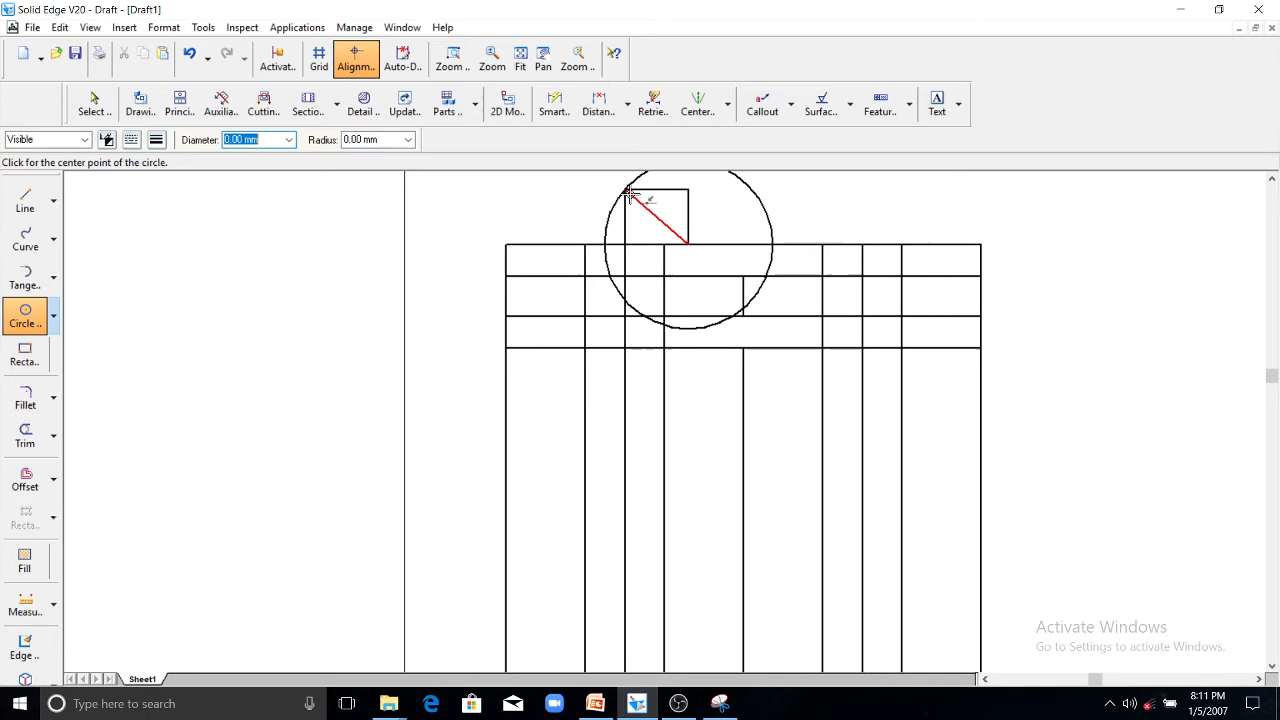 Solid Edge V20 - Draft - [Draft1]
File Edit View Insert Format Tools Inspect Applications Manage Window Help
Activat.. Grid Alignm.. Auto-D.. Zoom .. Zoom Fit Pan Zoom ..
Select .. Drawi.. Princi.. Auxilia.. Cuttin.. Sectio.. Detail .. Updat.. Parts .. 2D Mo.. Smart.. Distan.. Retrie.. Center.. Callout Surfac.. Featur.. Text
Visible Diameter: 0.00 mm Radius: 0.00 mm
Click for the center point of the circle.
Line
Curve
Tange..
Circle ..
Recta..
Fillet
Trim
Offset
Recta..
Fill
Measu..
Edge ..
Activate Windows
Go to Settings to activate Windows.
Sheet1
Type here to search
8:11 PM
1/5/2007